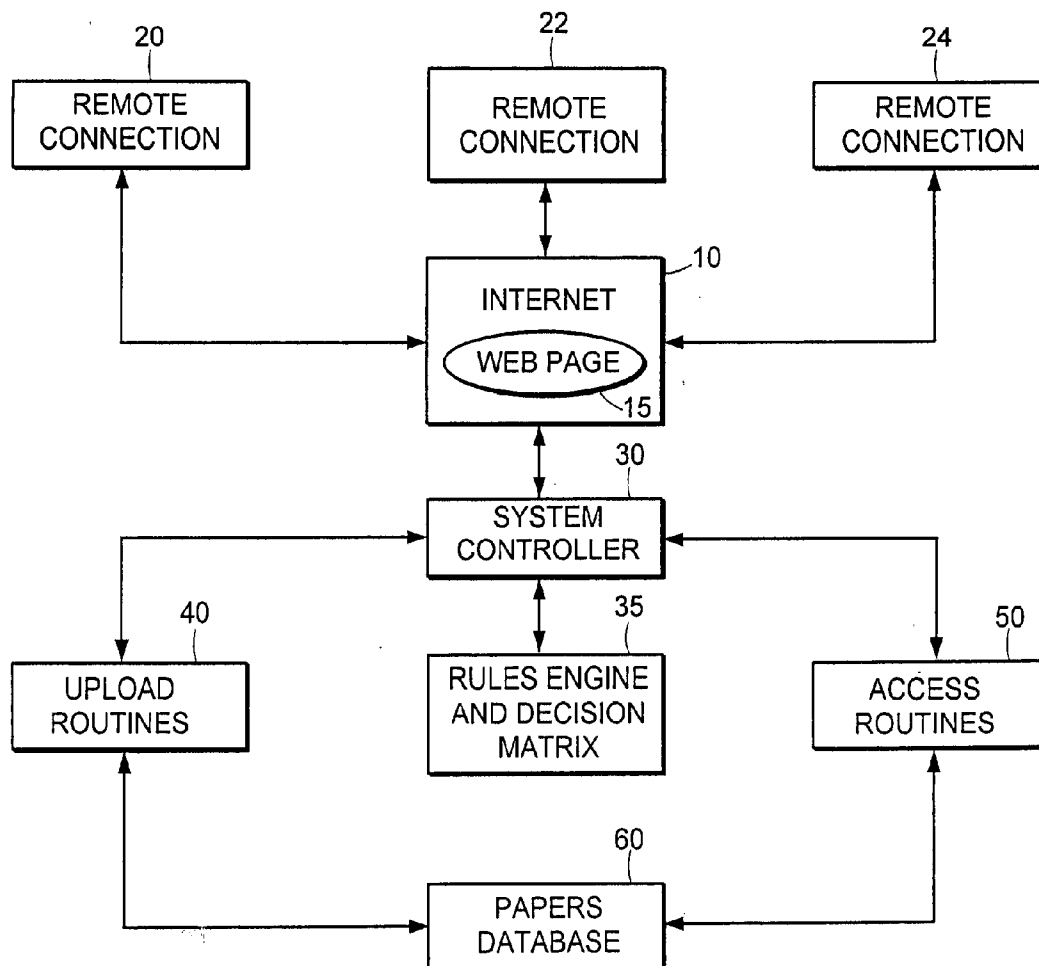 20
22
24
REMOTE
CONNECTION
REMOTE
CONNECTION
REMOTE
CONNECTION
10
INTERNET
WEB PAGE
15
30
SYSTEM
CONTROLLER
40
35
50
UPLOAD
ROUTINES
RULES ENGINE
AND DECISION
MATRIX
ACCESS
ROUTINES
60
PAPERS
DATABASE